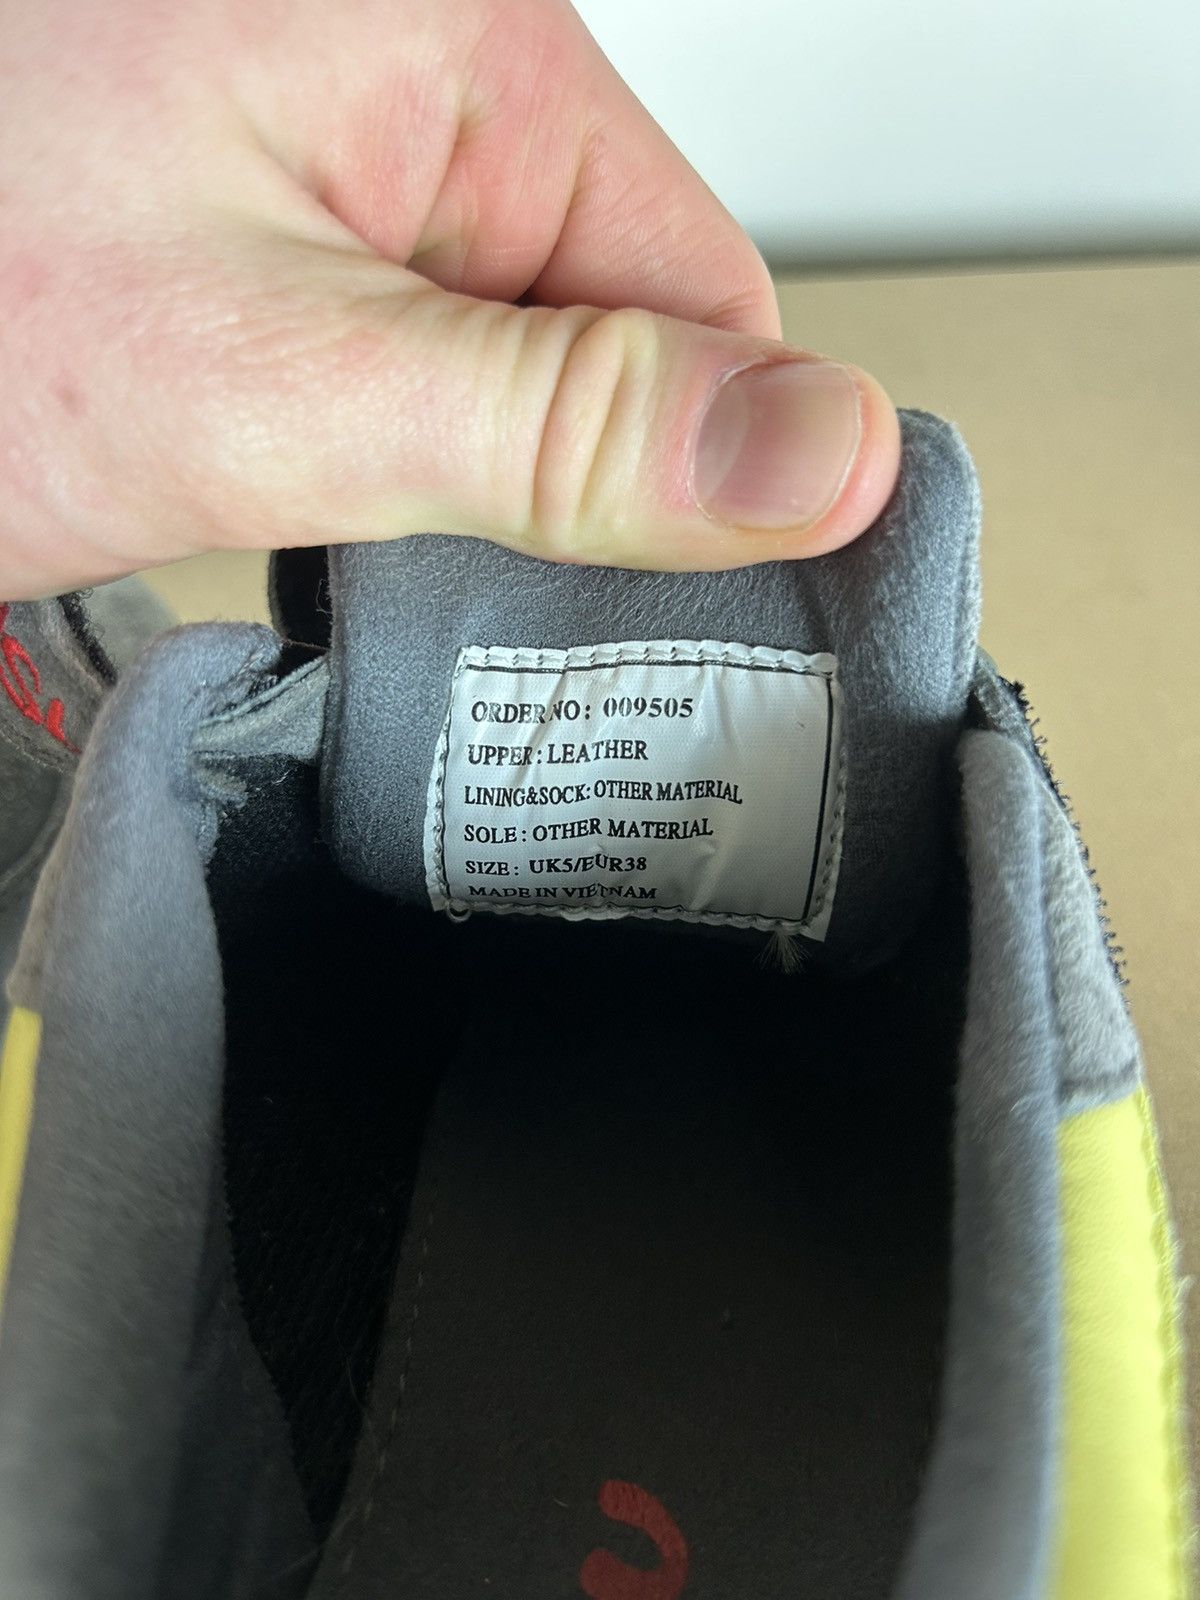 ORDER NO: 009505
UPPER: LEATHER
LINING&SOCK: OTHER MATERIAL
SOLE: OTHER MATERIAL
SIZE: UK5/EUR38
MADE IN VIETNAM